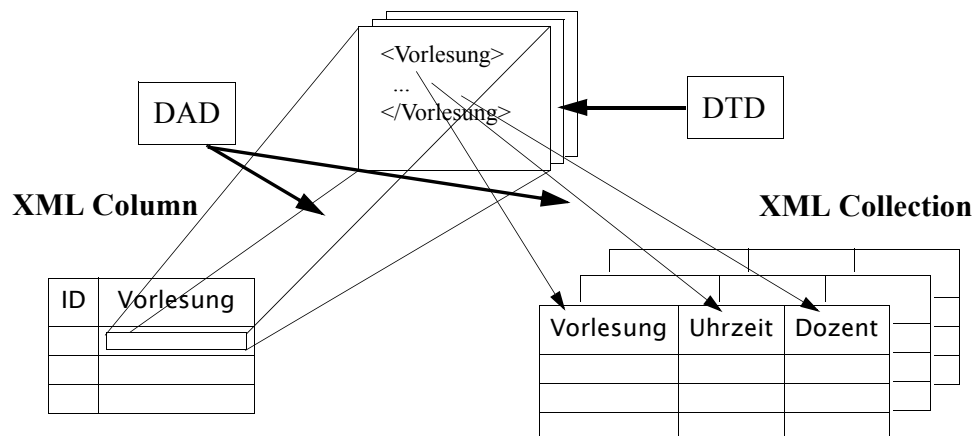 <Vorlesung>
...
</Vorlesung>
DAD
DTD
XML Column
XML Collection
ID Vorlesung
Vorlesung Uhrzeit Dozent